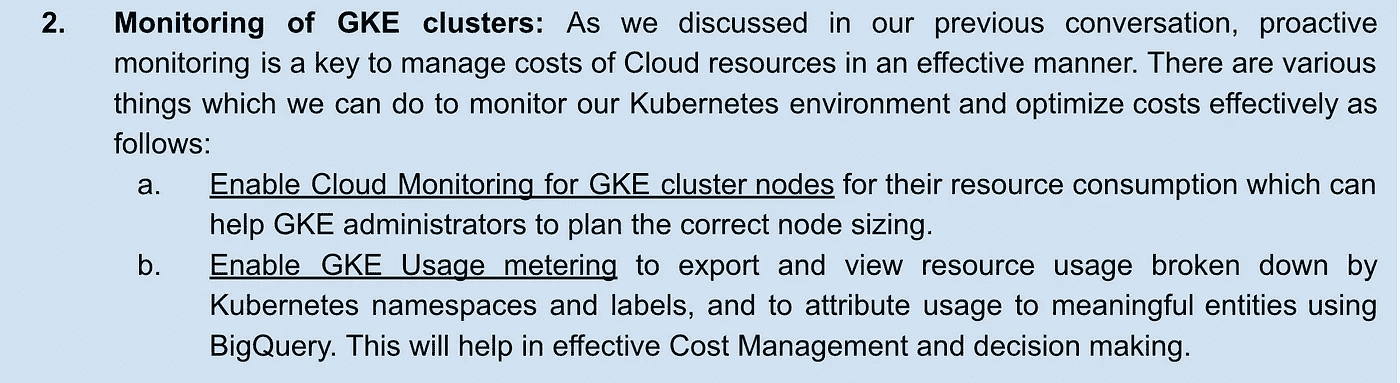 2. Monitoring of GKE clusters: As we discussed in our previous conversation, proactive
monitoring is a key to manage costs of Cloud resources in an effective manner. There are various
things which we can do to monitor our Kubernetes environment and optimize costs effectively as
follows:
a. Enable Cloud Monitoring for GKE cluster nodes for their resource consumption which can
help GKE administrators to plan the correct node sizing.
b. Enable GKE Usage metering to export and view resource usage broken down by
Kubernetes namespaces and labels, and to attribute usage to meaningful entities using
BigQuery. This will help in effective Cost Management and decision making.